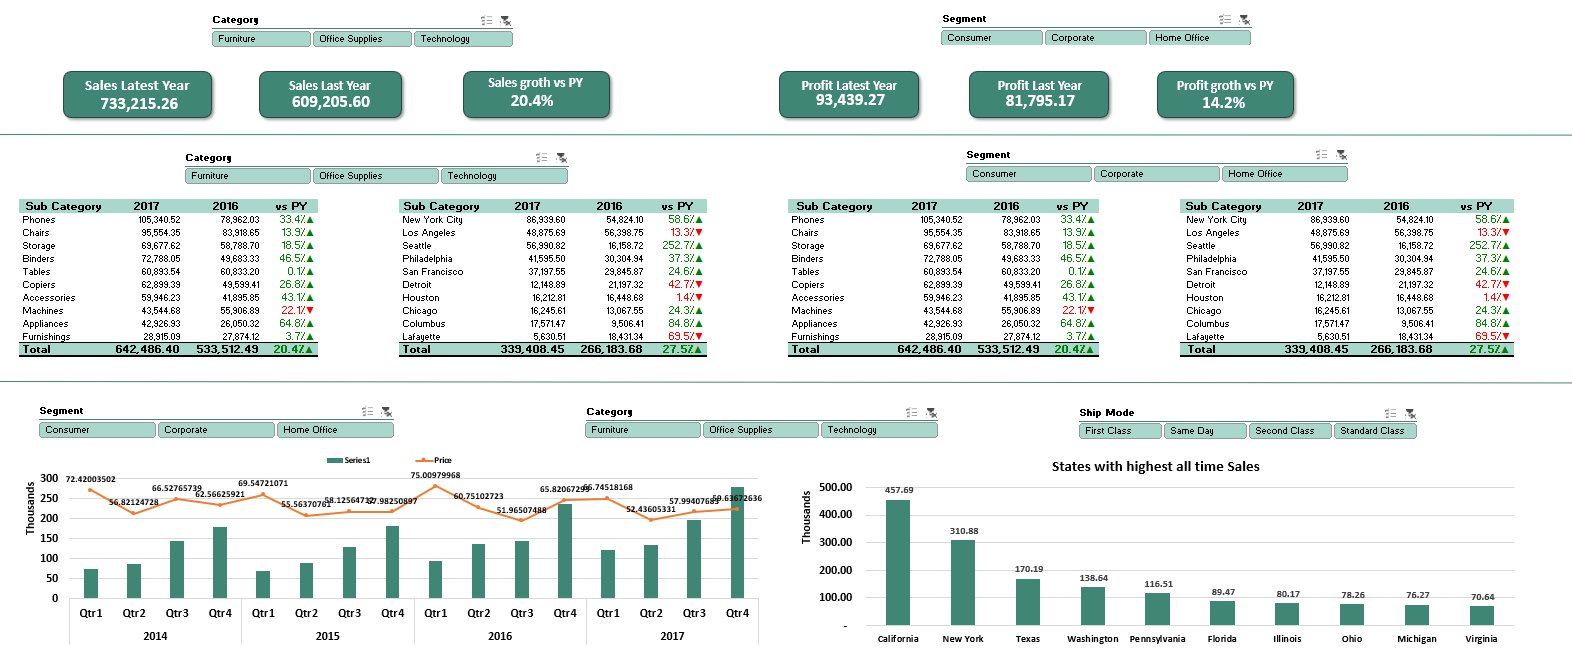 Category
Furniture Office Supplies Technology
Segment
Consumer Corporate Home Office
Sales Latest Year
733,215.26
Sales Last Year
609,205.60
Sales groth vs PY
20.4%
Profit Latest Year
93,439.27
Profit Last Year
81,795.17
Profit groth vs PY
14.2%
Category
Furniture Office Supplies Technology
Segment
Consumer Corporate Home Office
Sub Category 2017 2016 vs PY
Phones 105,340.52 78,962.03 33.4%▲
Chairs 95,554.35 83,918.65 13.9%▲
Storage 69,677.62 58,788.70 18.5%▲
Binders 72,788.05 49,683.33 46.5%▲
Tables 60,893.54 60,833.20 0.1%▲
Copiers 62,899.39 49,599.41 26.8%▲
Accessories 59,946.23 41,895.85 43.1%▲
Machines 43,544.68 55,906.89 22.1%▼
Appliances 42,926.93 26,050.32 64.8%▲
Furnishings 28,915.09 27,874.12 3.7%▲
Total 642,486.40 533,512.49 20.4%▲
Sub Category 2017 2016 vs PY
New York City 86,939.60 54,824.10 58.6%▲
Los Angeles 48,875.69 56,398.75 13.3%▼
Seattle 56,990.82 16,158.72 252.7%▲
Philadelphia 41,595.50 30,304.94 37.3%▲
San Francisco 37,197.55 29,845.87 24.6%▲
Detroit 12,148.89 21,197.32 42.7%▼
Houston 16,212.81 16,448.68 1.4%▼
Chicago 16,245.61 13,067.55 24.3%▲
Columbus 17,571.47 9,506.41 84.8%▲
Lafayette 5,630.51 18,431.34 69.5%▼
Total 339,408.45 266,183.68 27.5%▲
Sub Category 2017 2016 vs PY
Phones 105,340.52 78,962.03 33.4%▲
Chairs 95,554.35 83,918.65 13.9%▲
Storage 69,677.62 58,788.70 18.5%▲
Binders 72,788.05 49,683.33 46.5%▲
Tables 60,893.54 60,833.20 0.1%▲
Copiers 62,899.39 49,599.41 26.8%▲
Accessories 59,946.23 41,895.85 43.1%▲
Machines 43,544.68 55,906.89 22.1%▼
Appliances 42,926.93 26,050.32 64.8%▲
Furnishings 28,915.09 27,874.12 3.7%▲
Total 642,486.40 533,512.49 20.4%▲
Sub Category 2017 2016 vs PY
New York City 86,939.60 54,824.10 58.6%▲
Los Angeles 48,875.69 56,398.75 13.3%▼
Seattle 56,990.82 16,158.72 252.7%▲
Philadelphia 41,595.50 30,304.94 37.3%▲
San Francisco 37,197.55 29,845.87 24.6%▲
Detroit 12,148.89 21,197.32 42.7%▼
Houston 16,212.81 16,448.68 1.4%▼
Chicago 16,245.61 13,067.55 24.3%▲
Columbus 17,571.47 9,506.41 84.8%▲
Lafayette 5,630.51 18,431.34 69.5%▼
Total 339,408.45 266,183.68 27.5%▲
Segment
Consumer Corporate Home Office
Category
Furniture Office Supplies Technology
Ship Mode
First Class Same Day Second Class Standard Class
Series1 Price
Thousands
300
250
200
150
100
50
0
72.42003502 56.82124728 66.52765739 62.56625921 69.54721071 55.56370761 75.00979968 60.75102723 51.96507488 65.82067299 52.43605331 57.99407683
Qtr1 Qtr2 Qtr3 Qtr4 Qtr1 Qtr2 Qtr3 Qtr4 Qtr1 Qtr2 Qtr3 Qtr4 Qtr1 Qtr2 Qtr3 Qtr4
2014 2015 2016 2017
States with highest all time Sales
Thousands
500.00
400.00
300.00
200.00
100.00
-
457.69 310.88 170.19 138.64 116.51 89.47 80.17 78.26 76.27 70.64
California New York Texas Washington Pennsylvania Florida Illinois Ohio Michigan Virginia